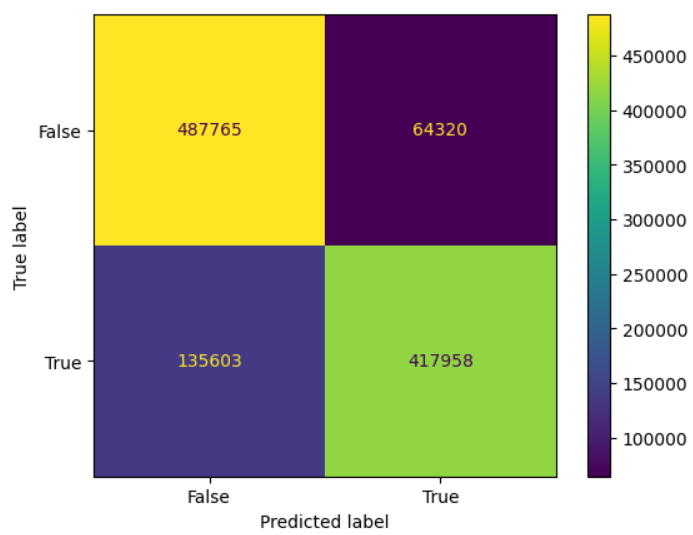 False
487765 64320
True
135603 417958
False True
Predicted label
True label
450000
400000
350000
300000
250000
200000
150000
100000